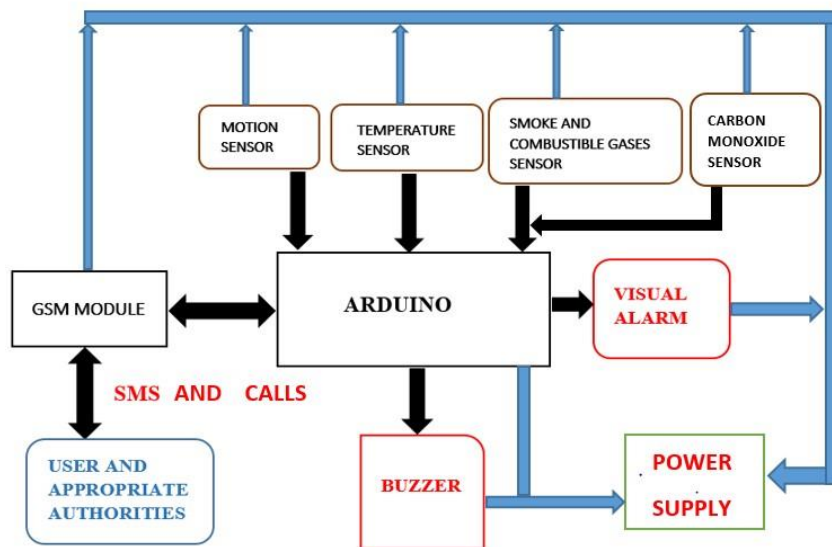 MOTION
SENSOR
TEMPERATURE
SENSOR
SMOKE AND
COMBUSTIBLE GASES
SENSOR
CARBON
MONOXIDE
SENSOR
GSM MODULE
ARDUINO
VISUAL
ALARM
SMS AND CALLS
USER AND
APPROPRIATE
AUTHORITIES
BUZZER
POWER
SUPPLY